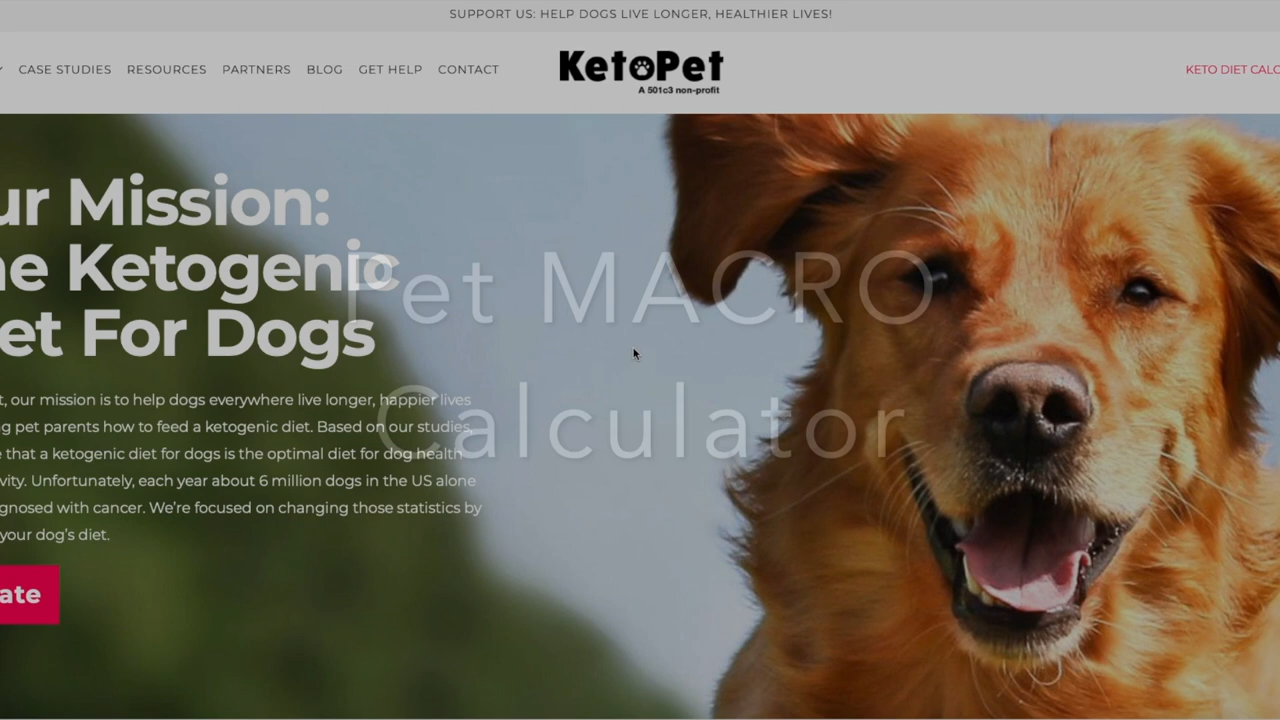 SUPPORT US: HELP DOGS LIVE LONGER, HEALTHIER LIVES!
CASE STUDIES RESOURCES PARTNERS BLOG GET HELP CONTACT
KetoPet
A 501c3 non-profit
KETO DIET CALC
ur Mission:
ne Ketogenic
et For Dogs
Pet MACRO
Calculator
t, our mission is to help dogs everywhere live longer, happier lives
g pet parents how to feed a ketogenic diet. Based on our studies,
e that a ketogenic diet for dogs is the optimal diet for dog health
vity. Unfortunately, each year about 6 million dogs in the US alone
gnosed with cancer. We're focused on changing those statistics by
your dog's diet.
ate